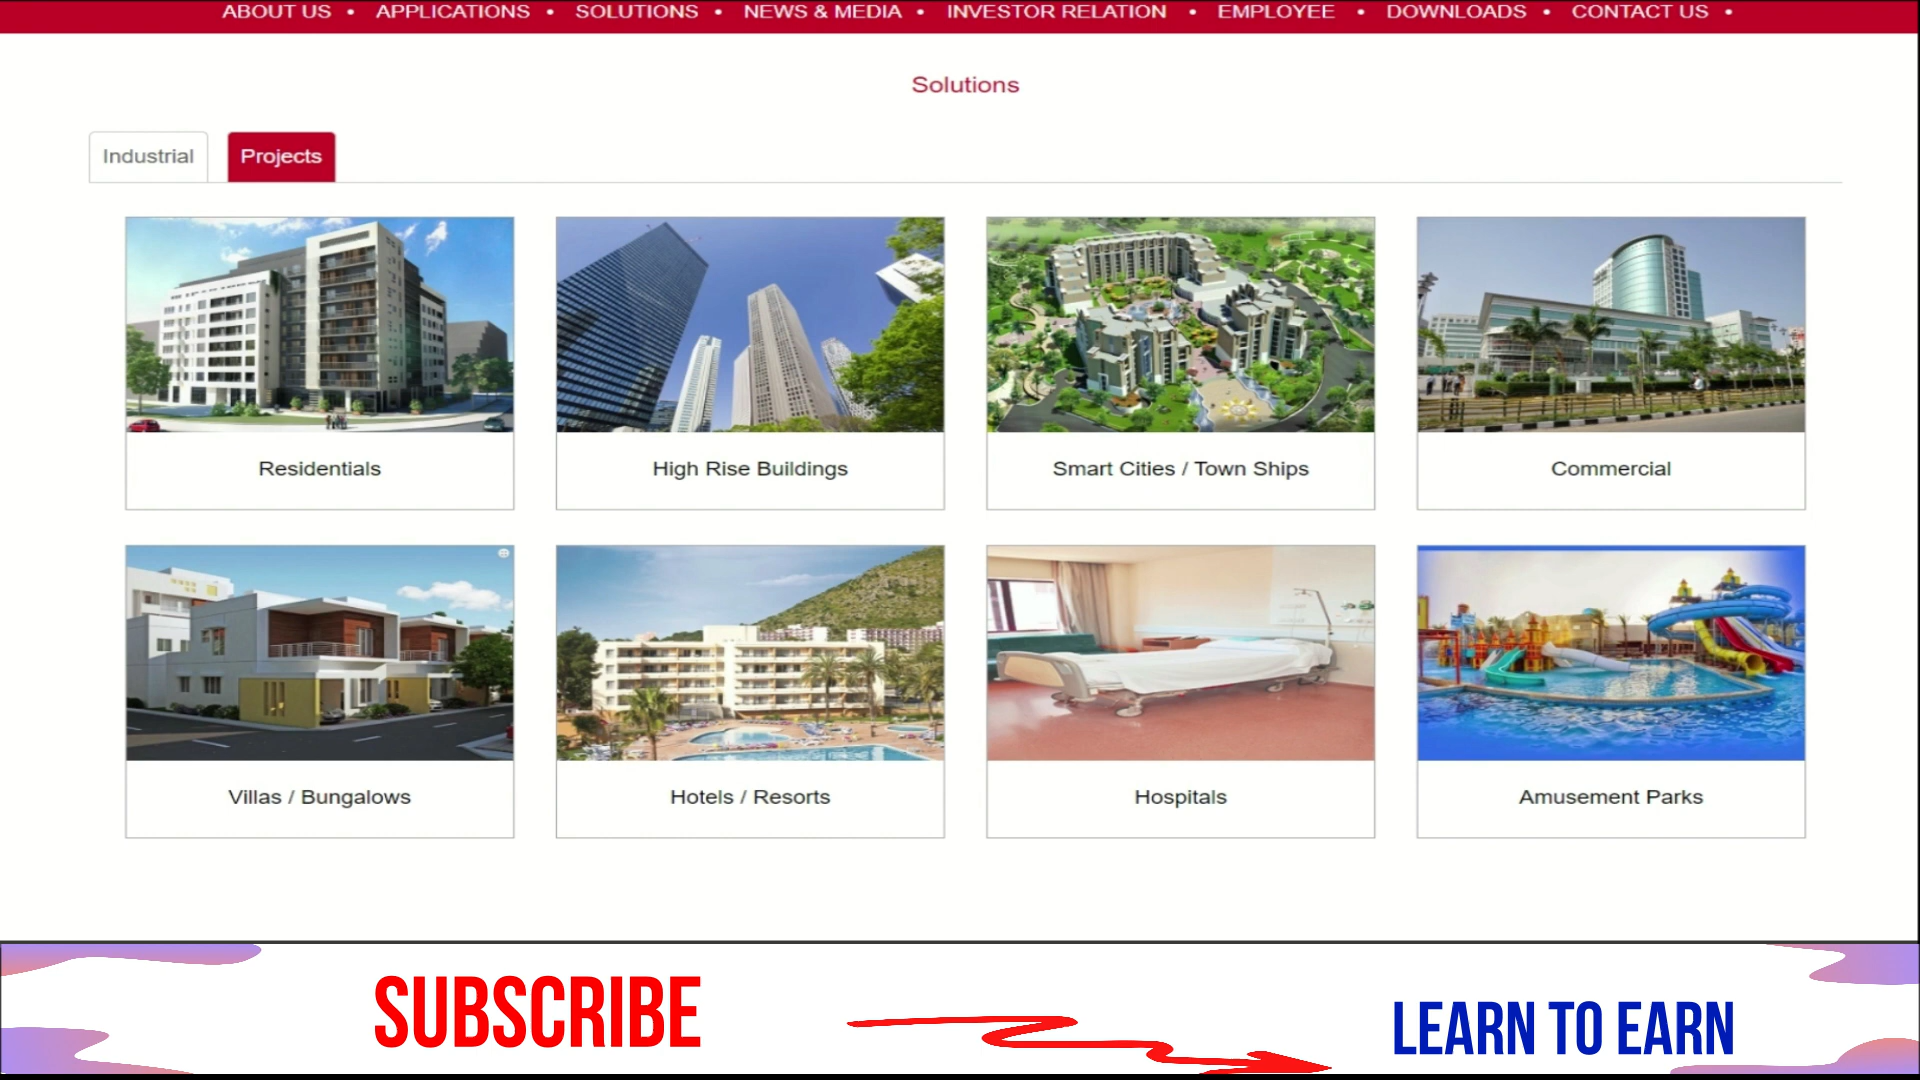 ABOUT US • APPLICATIONS • SOLUTIONS • NEWS & MEDIA • INVESTOR RELATION • EMPLOYEE • DOWNLOADS • CONTACT US •
Solutions
Industrial Projects
Residentials High Rise Buildings Smart Cities / Town Ships Commercial
Villas / Bungalows Hotels / Resorts Hospitals Amusement Parks
SUBSCRIBE LEARN TO EARN